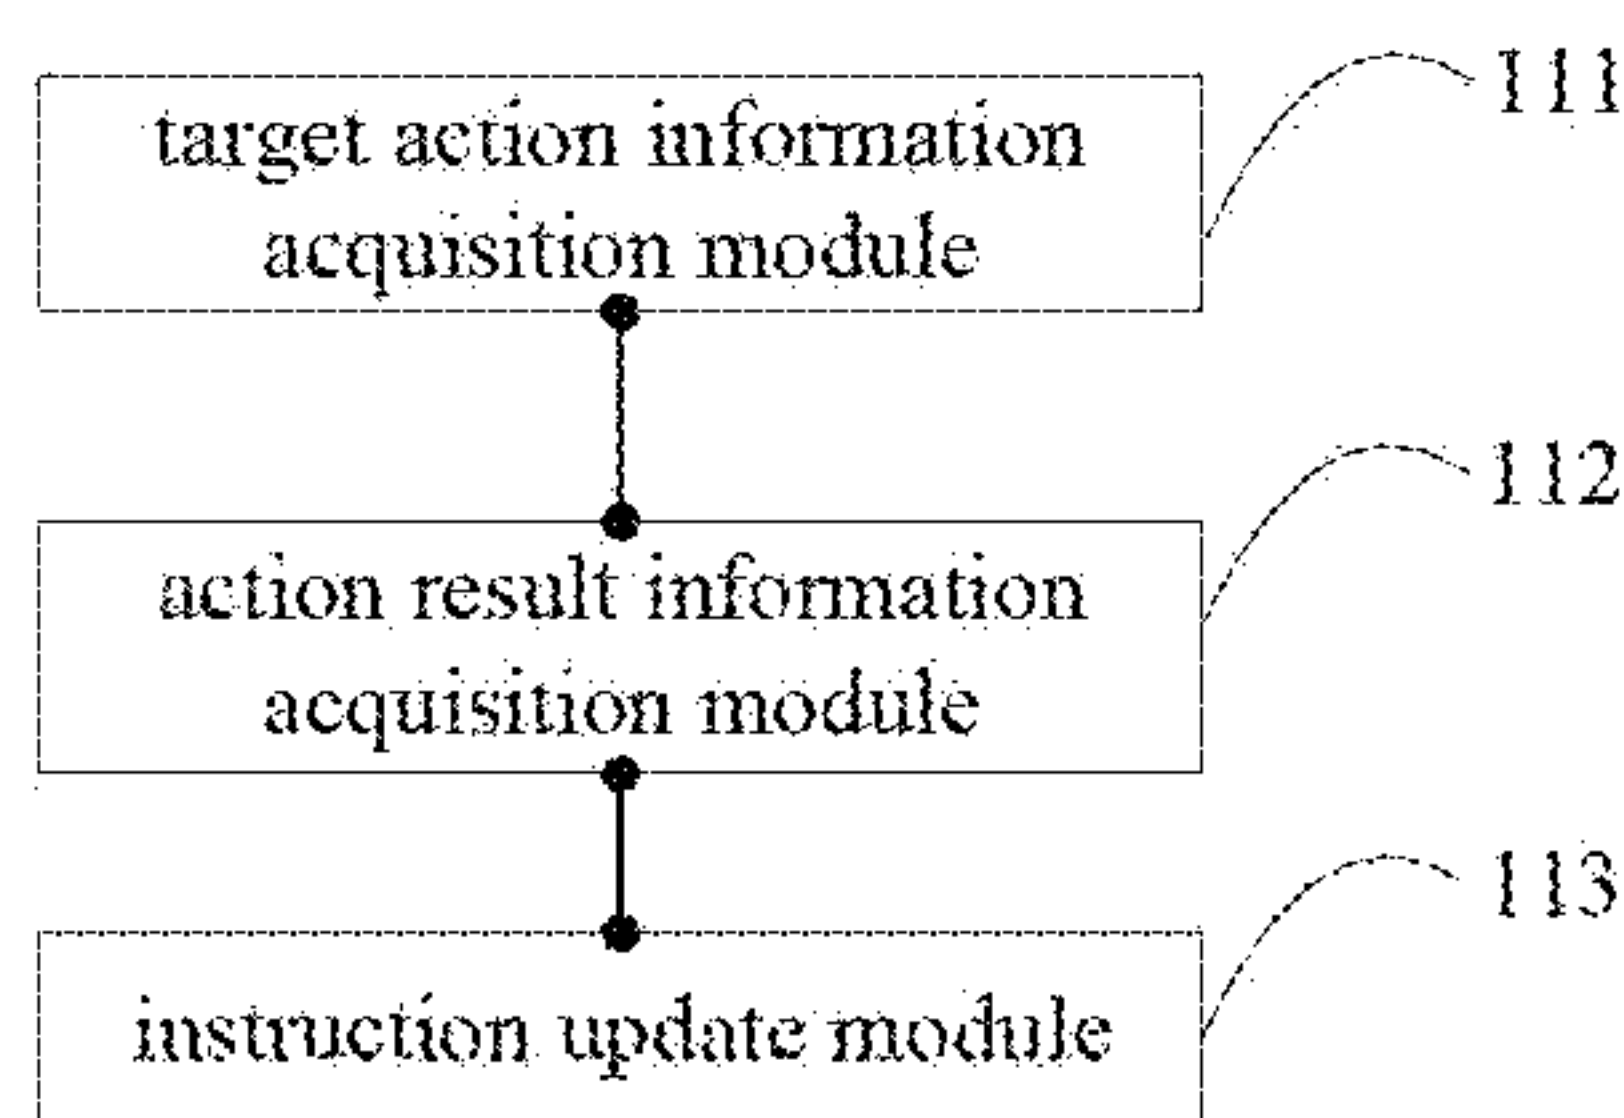 111
target action information
acquisition module
112
action result information
acquisition module
113
instruction update module